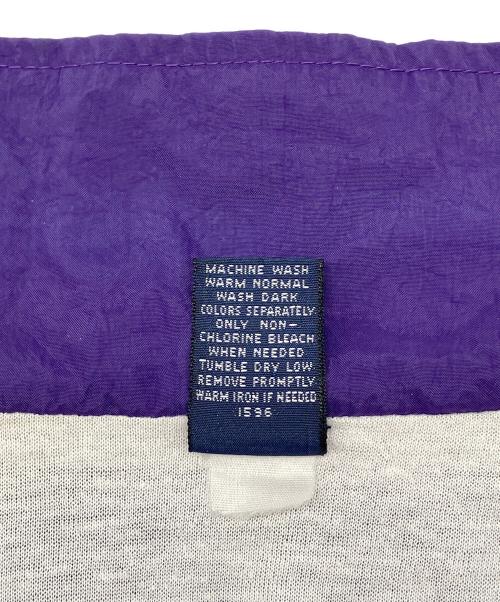 MACHINE WASH
WARM NORMAL
WASH DARK
COLORS SEPARATELY
ONLY NON-
CHLORINE BLEACH
WHEN NEEDED
TUMBLE DRY LOW
REMOVE PROMPTLY
WARM IRON IF NEEDED
1596